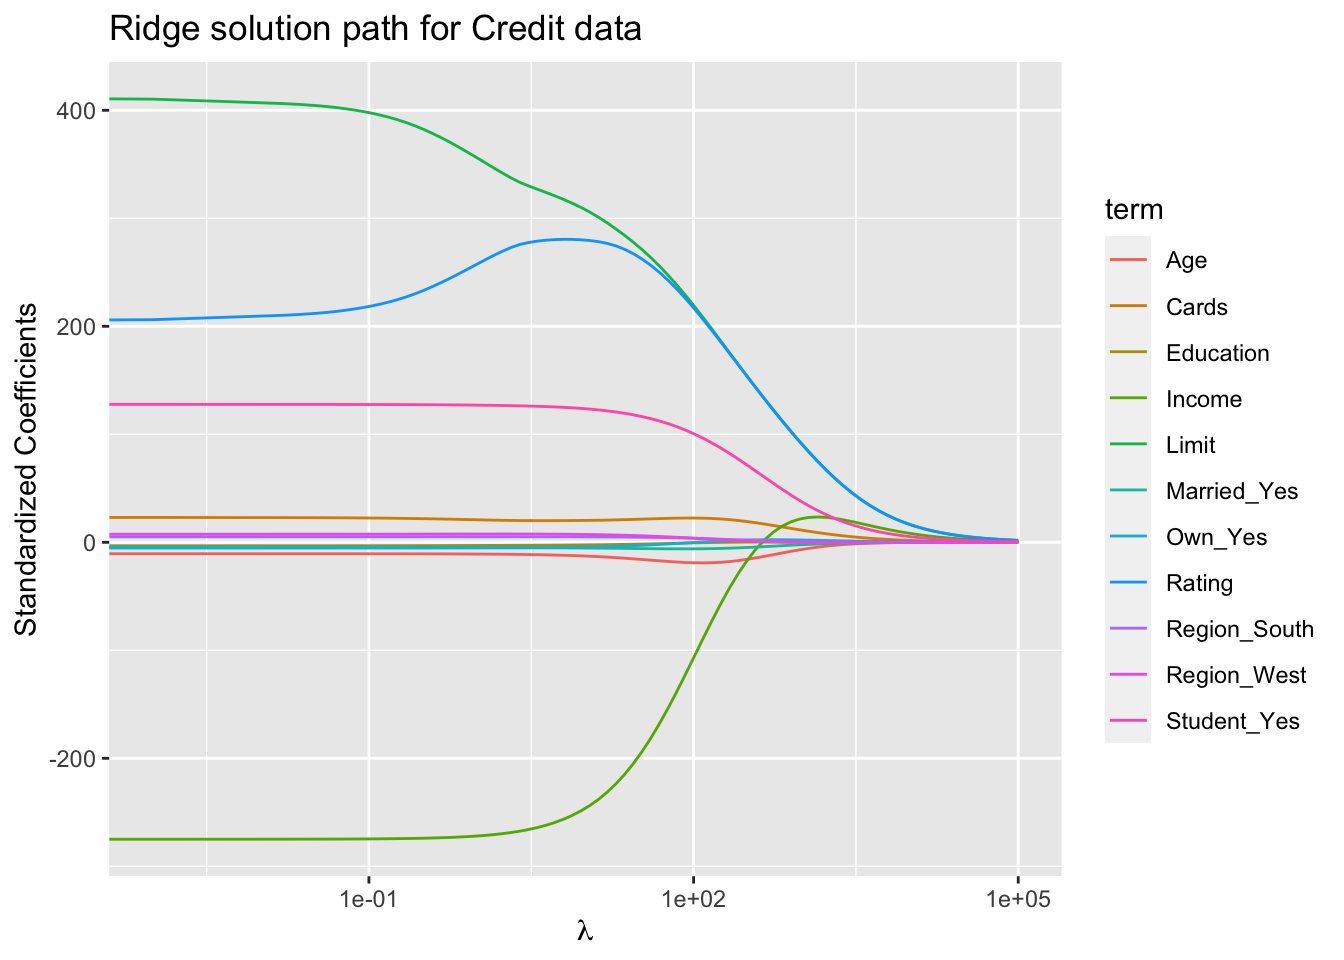 Ridge solution path for Credit data
400
200
0
-200
Standardized Coefficients
1e-01
1e+02
1e+05
λ
term
Age
Cards
Education
Income
Limit
Married_Yes
Own_Yes
Rating
Region_South
Region_West
Student_Yes